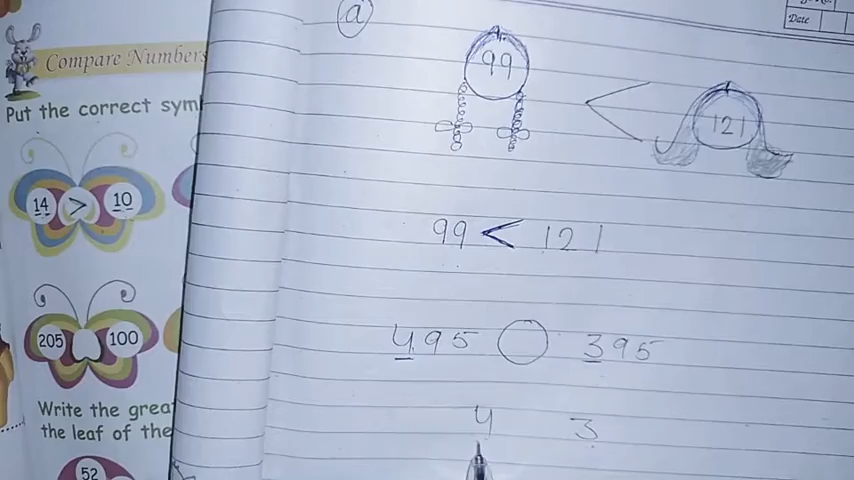 Compare Numbers
Put the correct sym
14 > 10
205 100
Write the grea
the leaf of the
52
Date
a
99 < 121
99 < 121
495 395
4 3